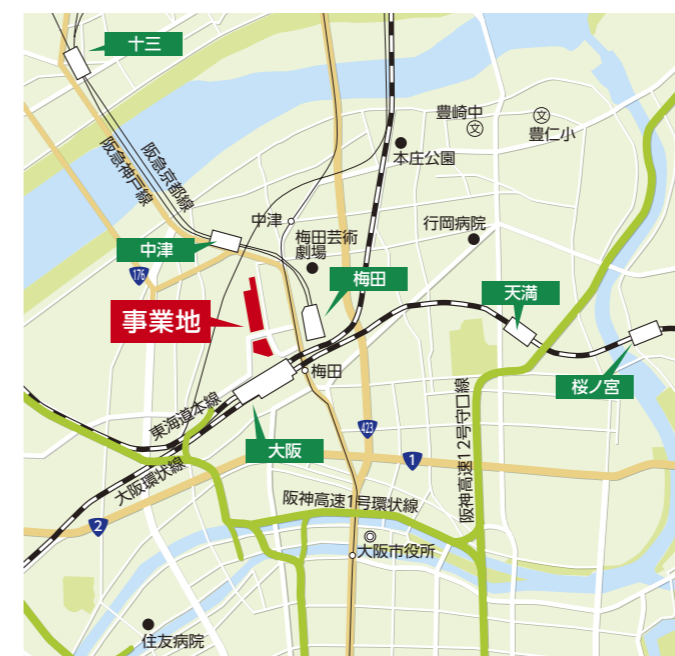 十三
豊崎中
文
文
豊仁小
本庄公園
阪急京都線
阪急神戸線
中津
梅田芸術
劇場
行岡病院
中津
176
梅田
天満
事業地
梅田
桜ノ宮
東海道本線
大阪
423
1
阪神高速12号守口線
大阪環状線
阪神高速1号環状線
2
大阪市役所
住友病院